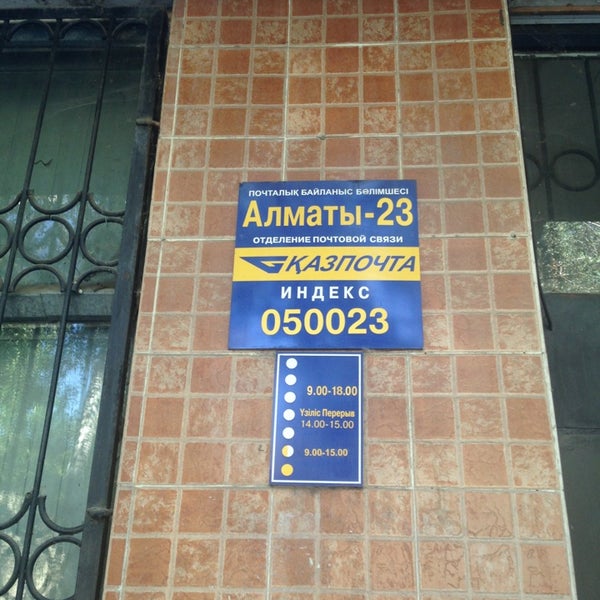 ПОЧТАЛЫҚ БАЙЛАНЫС БӨЛІМШЕСІ
Алматы-23
ОТДЕЛЕНИЕ ПОЧТОВОЙ СВЯЗИ
ҚАЗПОЧТА
ИНДЕКС
050023
9.00-18.00
Үзіліс Перерыв
14.00-15.00
9.00-15.00